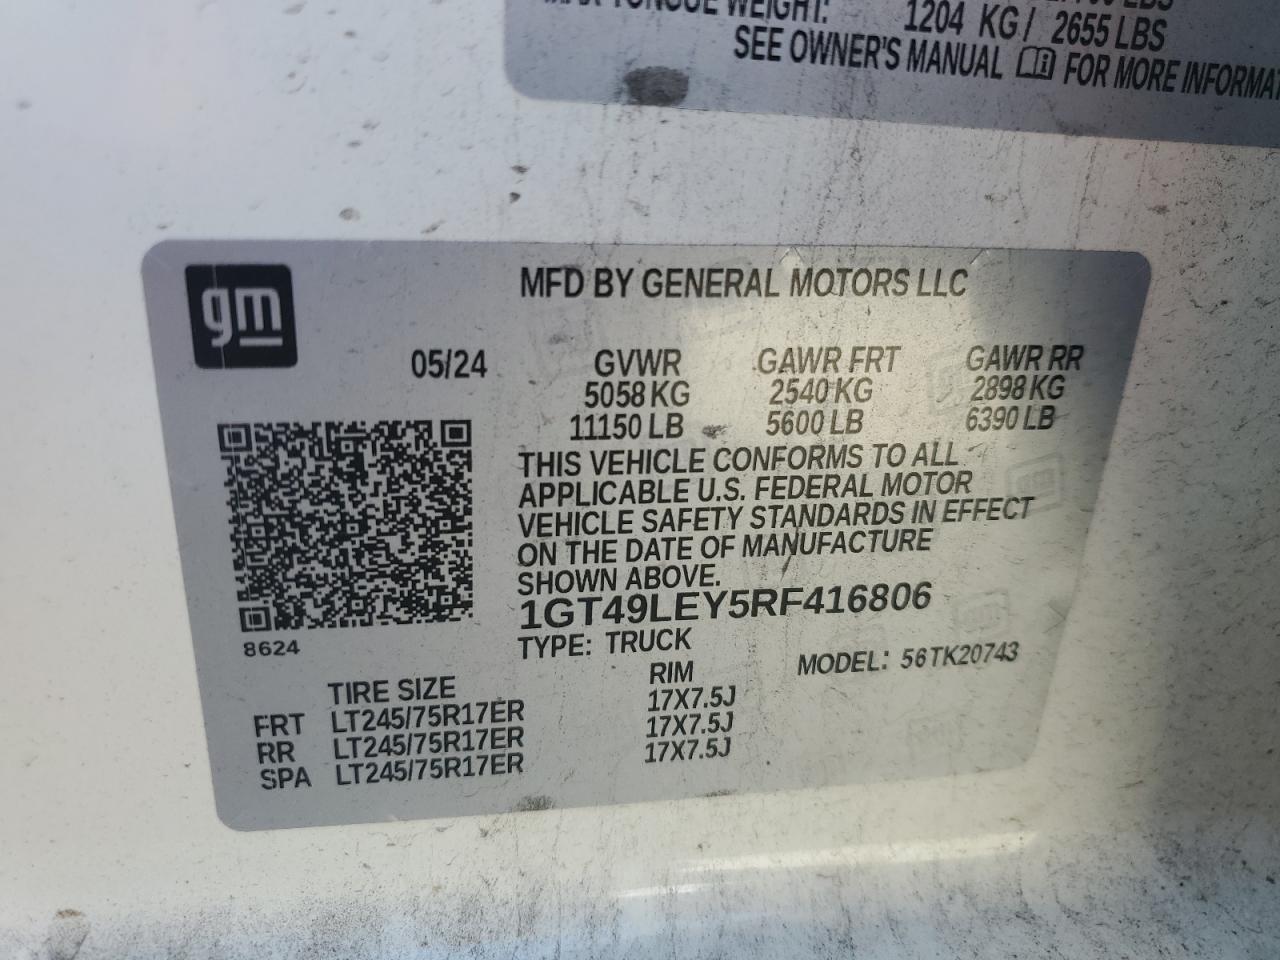 TONGUE WEIGHT: 1204 KG / 2655 LBS
SEE OWNER'S MANUAL FOR MORE
gm
MFD BY GENERAL MOTORS LLC
05/24 GVWR GAWR FRT GAWR RR
5058 KG 2540 KG 2898 KG
11150 LB 5600 LB 6390 LB
THIS VEHICLE CONFORMS TO ALL
APPLICABLE U.S. FEDERAL MOTOR
VEHICLE SAFETY STANDARDS IN EFFECT
ON THE DATE OF MANUFACTURE
SHOWN ABOVE.
1GT49LEY5RF416806
8624
TYPE: TRUCK MODEL: 56TK20743
TIRE SIZE RIM
FRT LT245/75R17ER 17X7.5J
RR LT245/75R17ER 17X7.5J
SPA LT245/75R17ER 17X7.5J